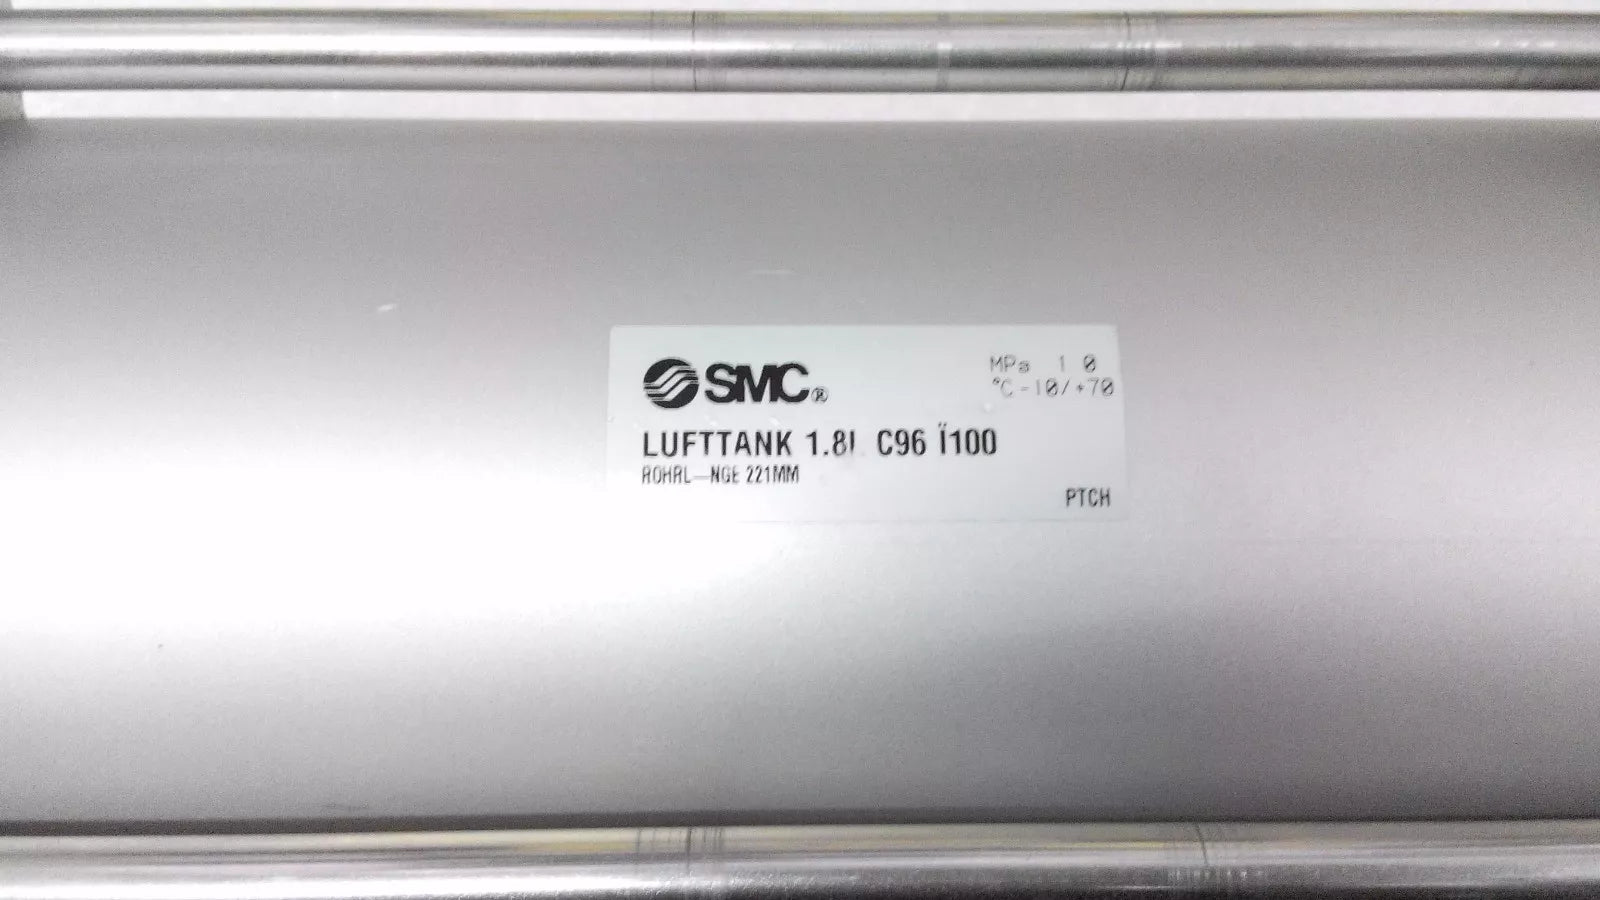 SMC®
MPa 1 0
°C -10/+70
LUFTTANK 1.8l C96 Ï100
ROHRL—NGE 221MM
PTCH